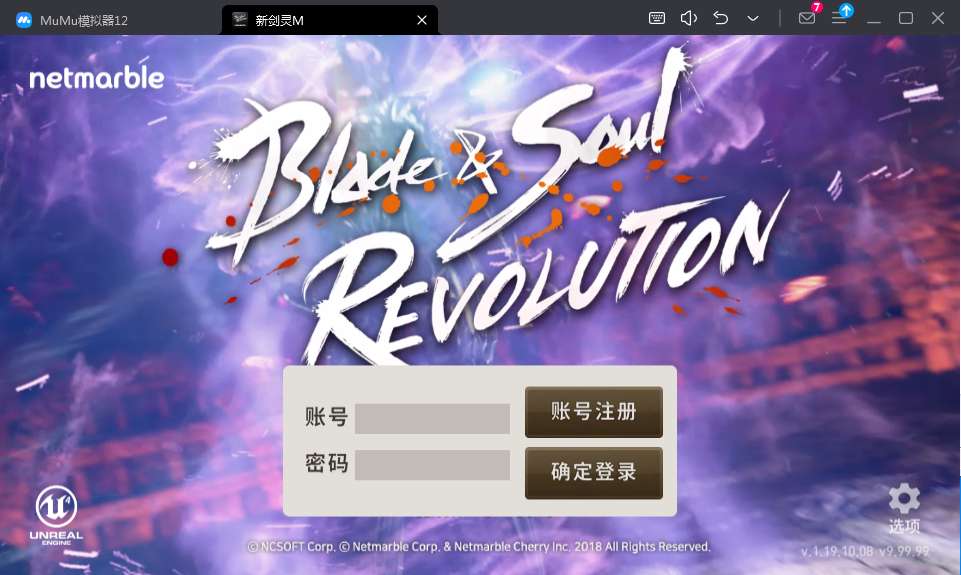 MuMu模拟器12
新剑灵M
7
netmarble
Blade & Soul
REVOLUTION
账号
账号注册
密码
确定登录
UNREAL
ENGINE
选项
© NCSOFT Corp. © Netmarble Corp. & Netmarble Cherry Inc. 2018 All Rights Reserved.
v.1.19.10.08 v9.99.99